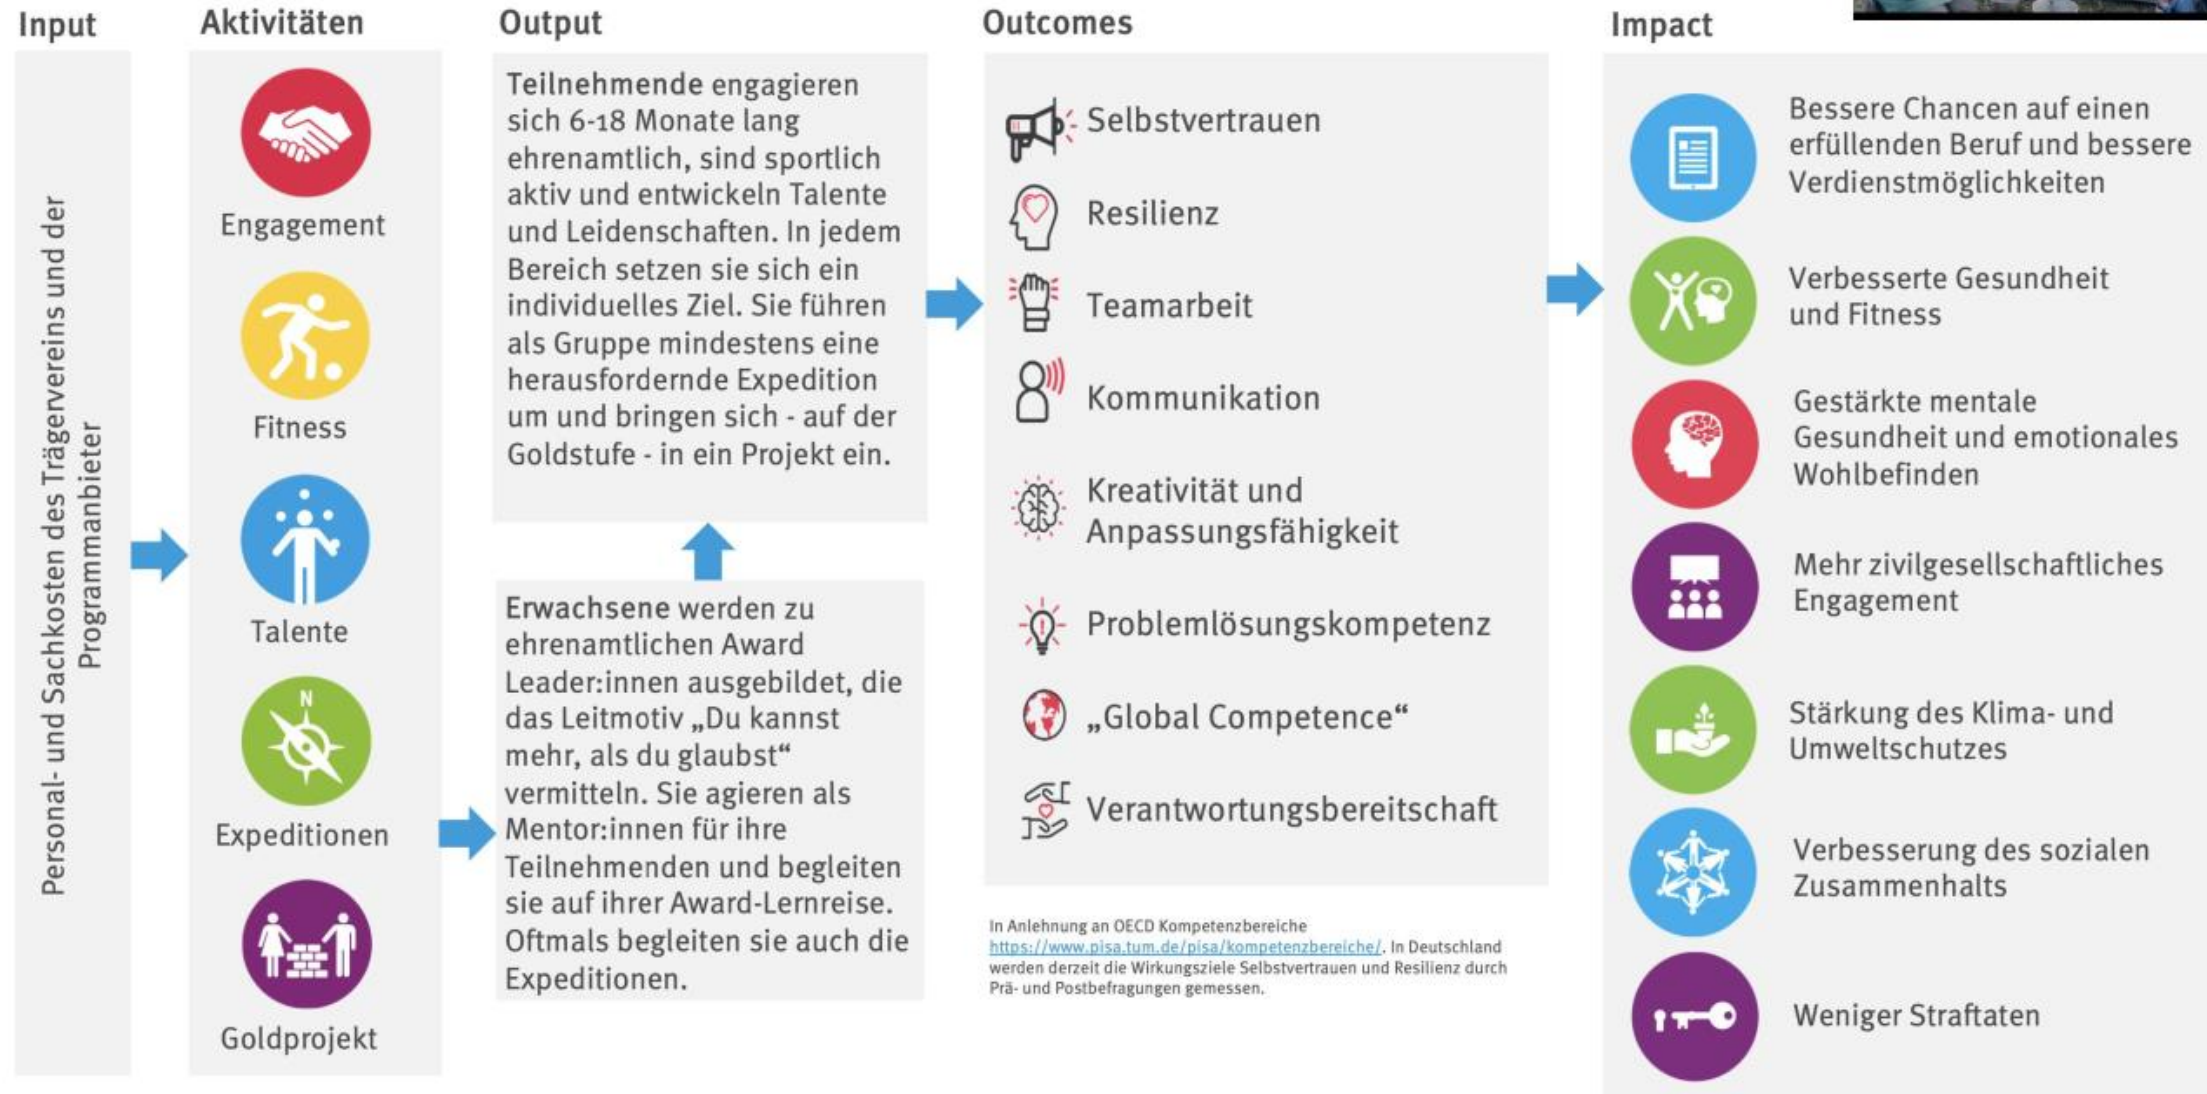 Input
Personal- und Sachkosten des Trägervereins und der
Programmanbieter
Aktivitäten
Engagement
Fitness
Talente
N
Expeditionen
Goldprojekt
Output
Teilnehmende engagieren
sich 6-18 Monate lang
ehrenamtlich, sind sportlich
aktiv und entwickeln Talente
und Leidenschaften. In jedem
Bereich setzen sie sich ein
individuelles Ziel. Sie führen
als Gruppe mindestens eine
herausfordernde Expedition
um und bringen sich - auf der
Goldstufe - in ein Projekt ein.
Erwachsene werden zu
ehrenamtlichen Award
Leader:innen ausgebildet, die
das Leitmotiv „Du kannst
mehr, als du glaubst“
vermitteln. Sie agieren als
Mentor:innen für ihre
Teilnehmenden und begleiten
sie auf ihrer Award-Lernreise.
Oftmals begleiten sie auch die
Expeditionen.
Outcomes
Selbstvertrauen
Resilienz
Teamarbeit
Kommunikation
Kreativität und
Anpassungsfähigkeit
Problemlösungskompetenz
„Global Competence“
Verantwortungsbereitschaft
In Anlehnung an OECD Kompetenzbereiche
https://www.pisa.tum.de/pisa/kompetenzbereiche/. In Deutschland
werden derzeit die Wirkungsziele Selbstvertrauen und Resilienz durch
Prä- und Postbefragungen gemessen.
Impact
Bessere Chancen auf einen
erfüllenden Beruf und bessere
Verdienstmöglichkeiten
Verbesserte Gesundheit
und Fitness
Gestärkte mentale
Gesundheit und emotionales
Wohlbefinden
Mehr zivilgesellschaftliches
Engagement
Stärkung des Klima- und
Umweltschutzes
Verbesserung des sozialen
Zusammenhalts
Weniger Straftaten